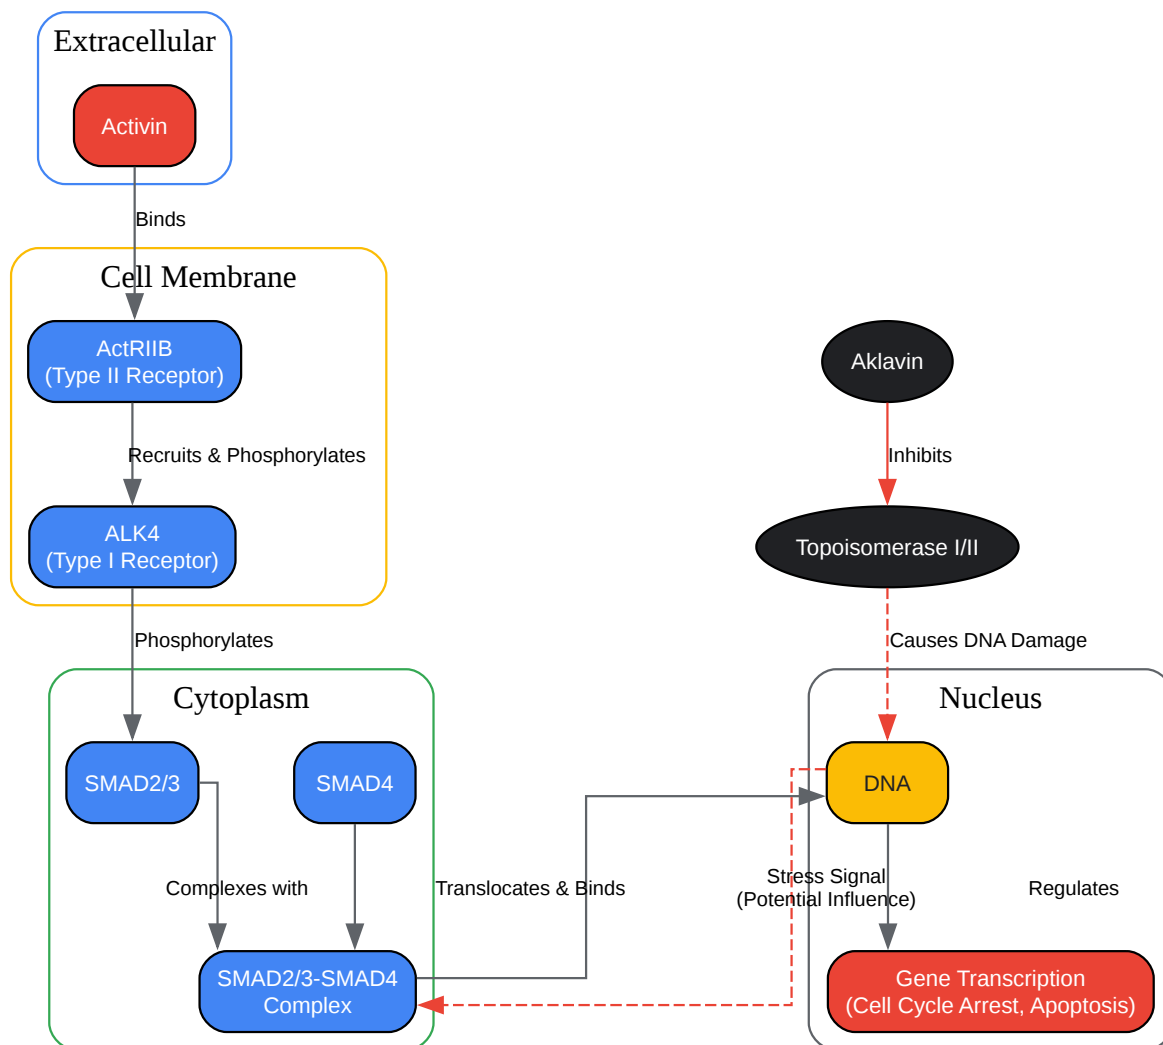 Extracellular
Activin
Binds
Cell Membrane
ActRIIB
(Type II Receptor)
Aklavin
Recruits & Phosphorylates
Inhibits
ALK4
(Type I Receptor)
Topoisomerase I/II
Phosphorylates
Causes DNA Damage
Cytoplasm
Nucleus
SMAD2/3
SMAD4
DNA
Complexes with
Translocates & Binds
Stress Signal
(Potential Influence)
Regulates
SMAD2/3-SMAD4
Complex
Gene Transcription
(Cell Cycle Arrest, Apoptosis)